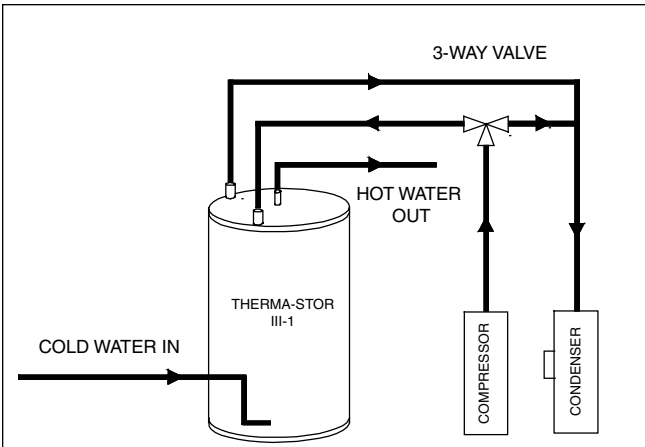 3-WAY VALVE
HOT WATER
OUT
THERMA-STOR
III-1
COLD WATER IN
COMPRESSOR
CONDENSER